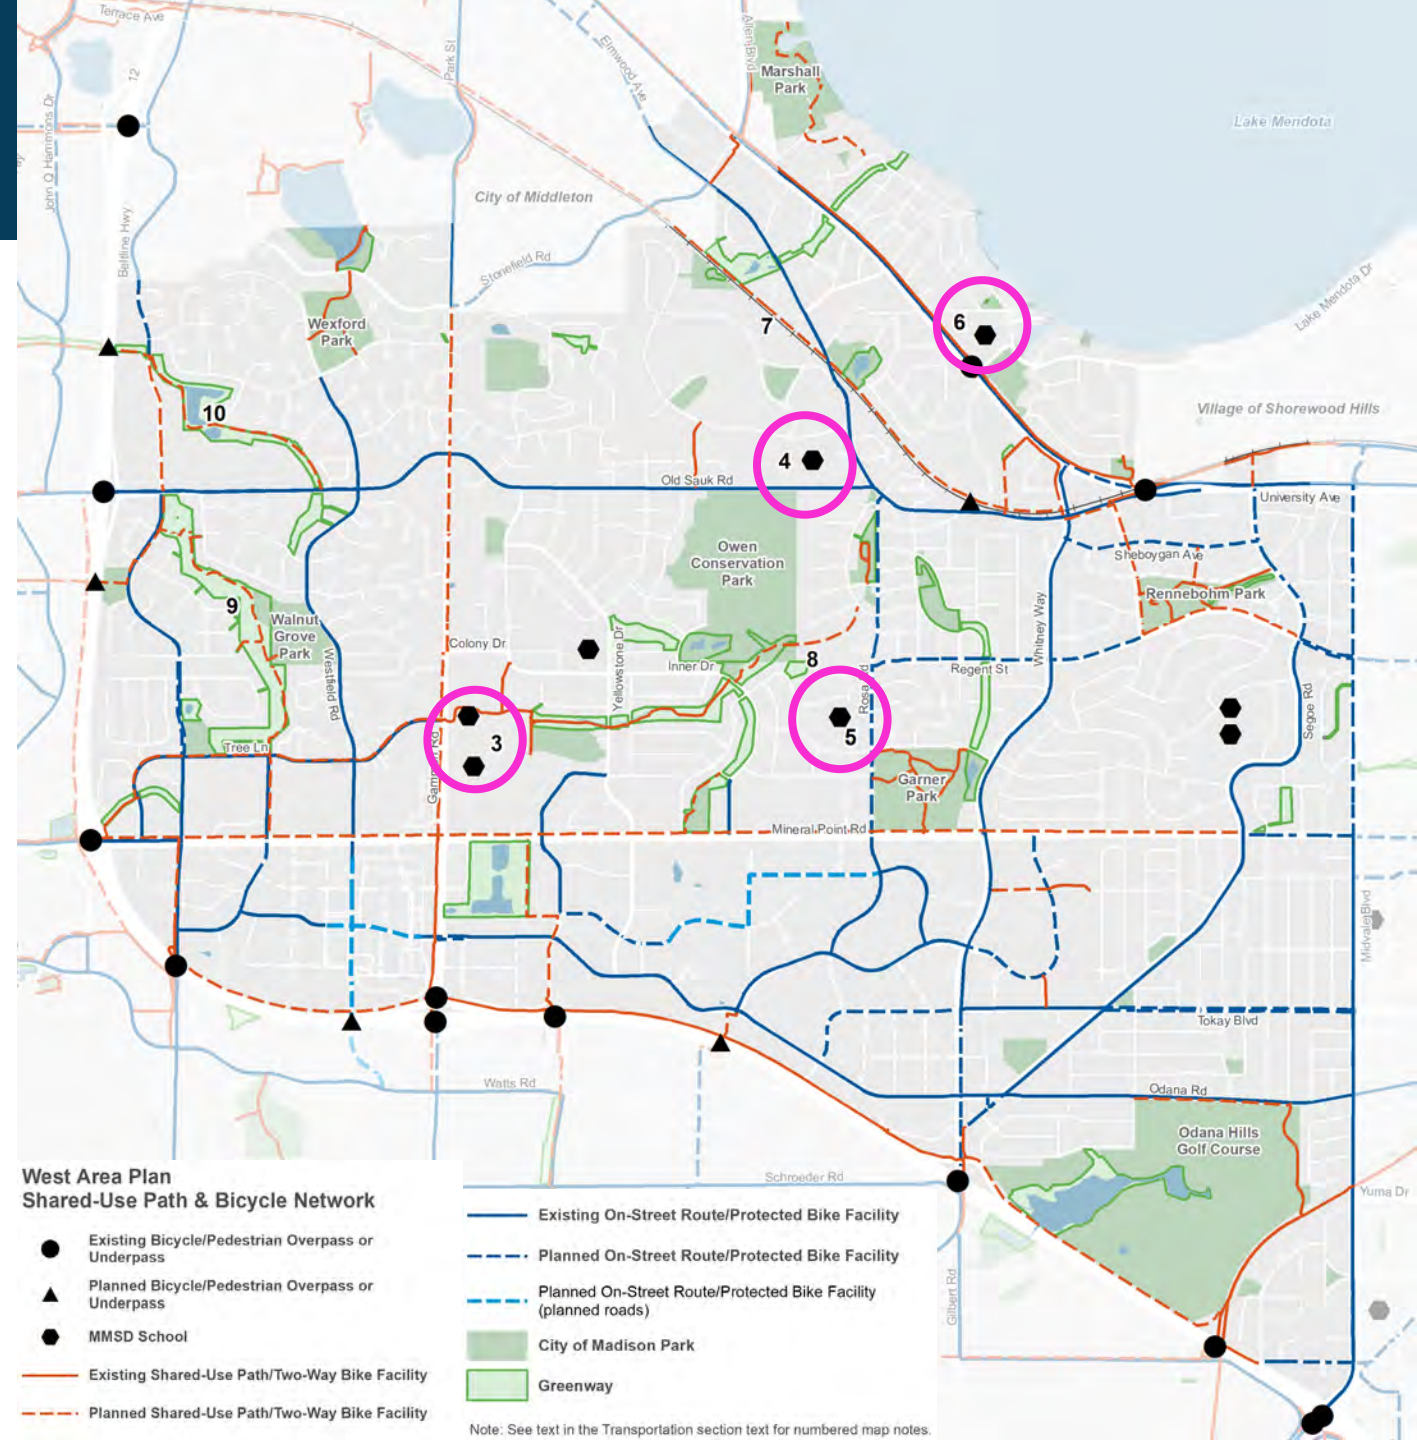 Terrace Ave
12
John Q Hammons Dr
Beltline Hwy
Park St
Elmwood Ave
Allen Blvd
Marshall
Park
Lake Mendota
City of Middleton
Stonefield Rd
Lake Mendota Dr
Wexford
Park
7
6
10
Village of Shorewood Hills
4
Old Sauk Rd
University Ave
Owen
Conservation
Park
Sheboygan Ave
Rennebohm Park
9
Walnut
Grove
Park
Westfield Rd
Colony Dr
Yellowstone Dr
Inner Dr
8
Rosa Rd
Regent St
Whitney Way
Segoe Rd
3
5
Tree Ln
Gammon Rd
Garner
Park
Mineral Point Rd
Midvale Blvd
Tokay Blvd
Watts Rd
Odana Rd
Odana Hills
Golf Course
Schroeder Rd
Yuma Dr
Gilbert Rd
West Area Plan
Shared-Use Path & Bicycle Network
Existing Bicycle/Pedestrian Overpass or
Underpass
Planned Bicycle/Pedestrian Overpass or
Underpass
MMSD School
Existing Shared-Use Path/Two-Way Bike Facility
Planned Shared-Use Path/Two-Way Bike Facility
Existing On-Street Route/Protected Bike Facility
Planned On-Street Route/Protected Bike Facility
Planned On-Street Route/Protected Bike Facility
(planned roads)
City of Madison Park
Greenway
Note: See text in the Transportation section text for numbered map notes.